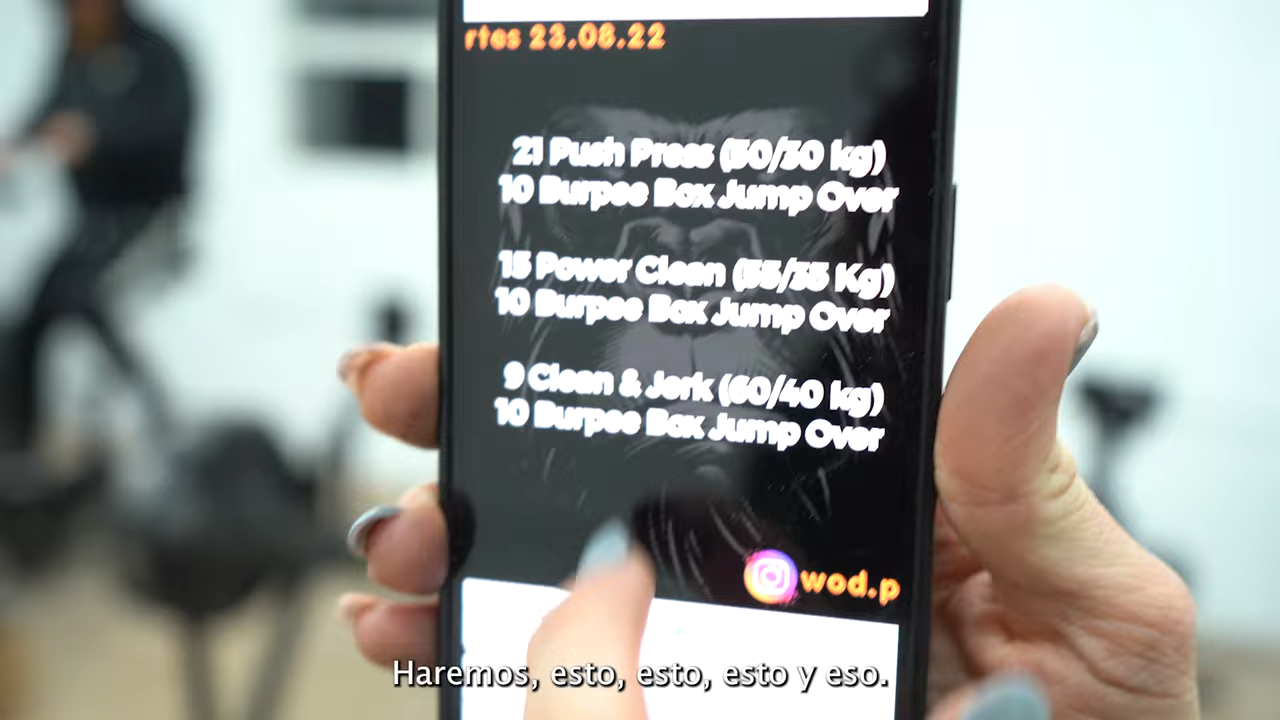 rtes 23.08.22
21 Push Press (50/30 kg)
10 Burpee Box Jump Over
15 Power Clean (55/35 Kg)
10 Burpee Box Jump Over
9 Clean & Jerk (60/40 kg)
10 Burpee Box Jump Over
wod.p
Haremos, esto, esto, esto y eso.